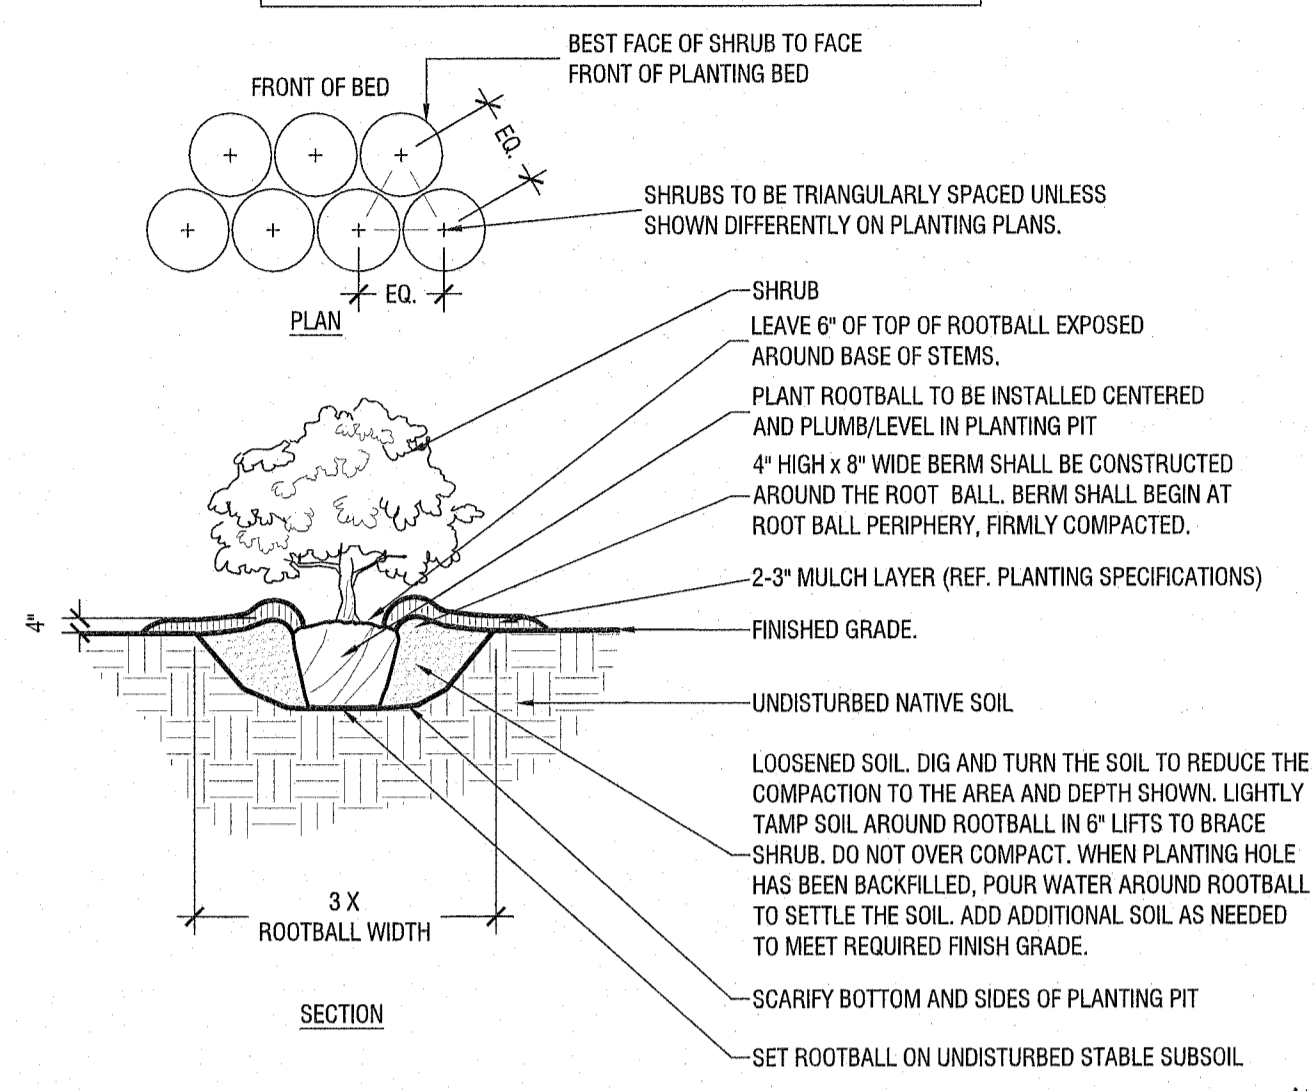 BEST FACE OF SHRUB TO FACE
FRONT OF PLANTING BED
FRONT OF BED
EQ.
SHRUBS TO BE TRIANGULARLY SPACED UNLESS
SHOWN DIFFERENTLY ON PLANTING PLANS.
EQ.
PLAN
SHRUB
LEAVE 6" OF TOP OF ROOTBALL EXPOSED
AROUND BASE OF STEMS.
PLANT ROOTBALL TO BE INSTALLED CENTERED
AND PLUMB/LEVEL IN PLANTING PIT
4" HIGH x 8" WIDE BERM SHALL BE CONSTRUCTED
AROUND THE ROOT BALL. BERM SHALL BEGIN AT
ROOT BALL PERIPHERY, FIRMLY COMPACTED.
2-3" MULCH LAYER (REF. PLANTING SPECIFICATIONS)
4"
FINISHED GRADE.
UNDISTURBED NATIVE SOIL
LOOSENED SOIL. DIG AND TURN THE SOIL TO REDUCE THE
COMPACTION TO THE AREA AND DEPTH SHOWN. LIGHTLY
TAMP SOIL AROUND ROOTBALL IN 6" LIFTS TO BRACE
SHRUB. DO NOT OVER COMPACT. WHEN PLANTING HOLE
HAS BEEN BACKFILLED, POUR WATER AROUND ROOTBALL
TO SETTLE THE SOIL. ADD ADDITIONAL SOIL AS NEEDED
TO MEET REQUIRED FINISH GRADE.
3 X
ROOTBALL WIDTH
SCARIFY BOTTOM AND SIDES OF PLANTING PIT
SECTION
SET ROOTBALL ON UNDISTURBED STABLE SUBSOIL